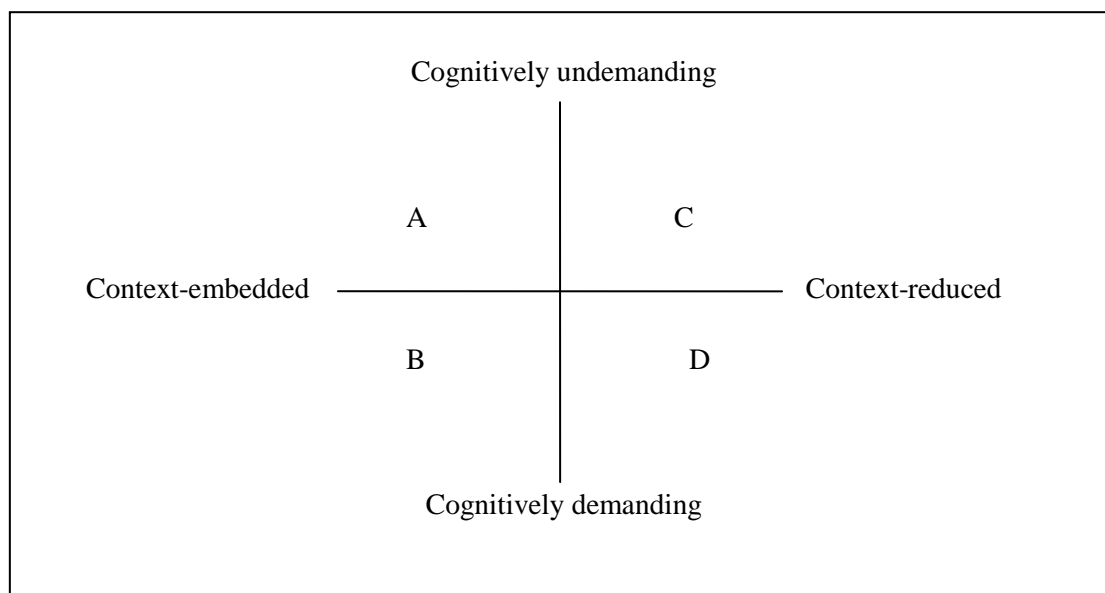 Cognitively undemanding
A C
Context-embedded Context-reduced
B D
Cognitively demanding